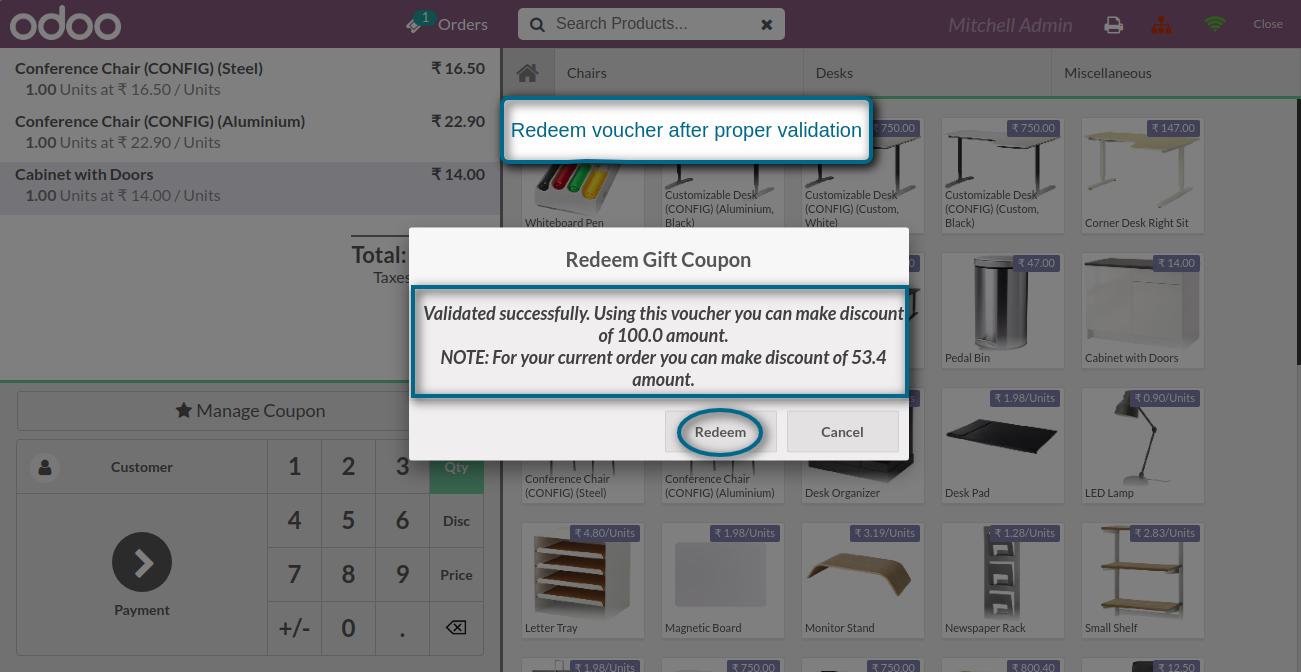 odoo
1
Orders
Search Products...
Mitchell Admin
Close
Conference Chair (CONFIG) (Steel)
₹ 16.50
1.00 Units at ₹ 16.50 / Units
Conference Chair (CONFIG) (Aluminium)
₹ 22.90
1.00 Units at ₹ 22.90 / Units
Cabinet with Doors
₹ 14.00
1.00 Units at ₹ 14.00 / Units
Total:
Taxes
Chairs
Desks
Miscellaneous
Redeem voucher after proper validation
750.00
₹ 750.00
₹ 147.00
Whiteboard Pen
Customizable Desk
(CONFIG) (Aluminium,
Black)
Customizable Desk
(CONFIG) (Custom,
White)
Customizable Desk
(CONFIG) (Custom,
Black)
Corner Desk Right Sit
Redeem Gift Coupon
Validated successfully. Using this voucher you can make discount
of 100.0 amount.
NOTE: For your current order you can make discount of 53.4
amount.
Redeem
Cancel
₹ 47.00
₹ 14.00
Pedal Bin
Cabinet with Doors
₹ 1.98/Units
₹ 0.90/Units
Conference Chair
(CONFIG) (Steel)
Conference Chair
(CONFIG) (Aluminium)
Desk Organizer
Desk Pad
LED Lamp
₹ 4.80/Units
₹ 1.98/Units
₹ 3.19/Units
₹ 1.28/Units
₹ 2.83/Units
Letter Tray
Magnetic Board
Monitor Stand
Newspaper Rack
Small Shelf
₹ 1.98/Units
₹ 750.00
₹ 750.00
₹ 800.40
₹ 12.50
Manage Coupon
Customer
1 2 3 Qty
4 5 6 Disc
7 8 9 Price
+/- 0 .
Payment